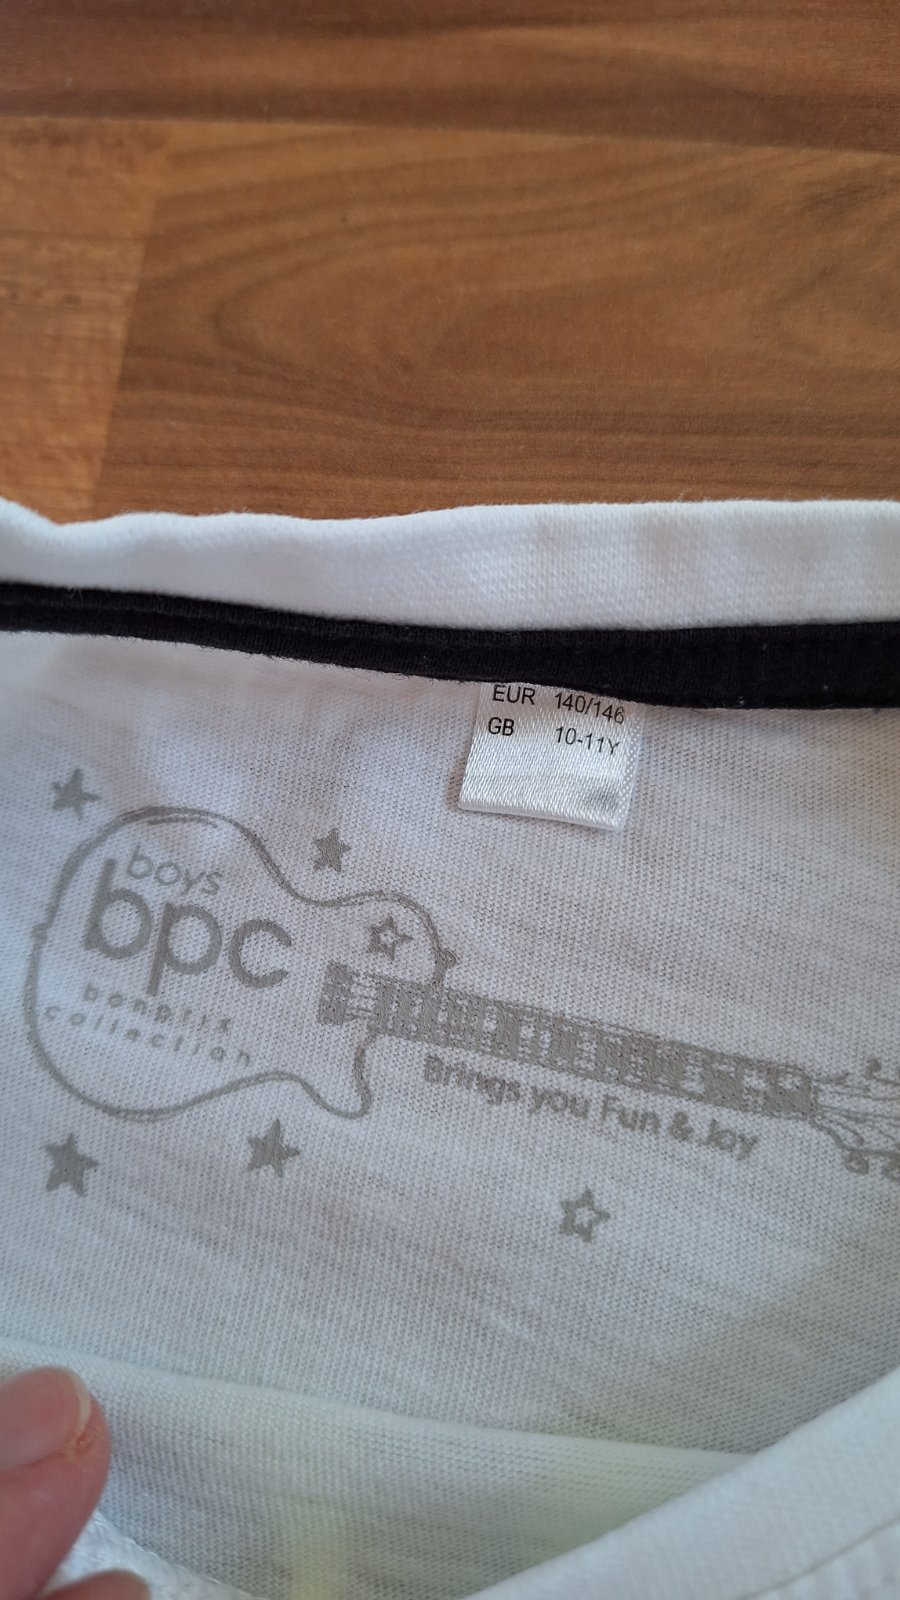 EUR 140/146
GB 10-11Y
boys
bpc
bonprix
collection
Brings you Fun & Joy